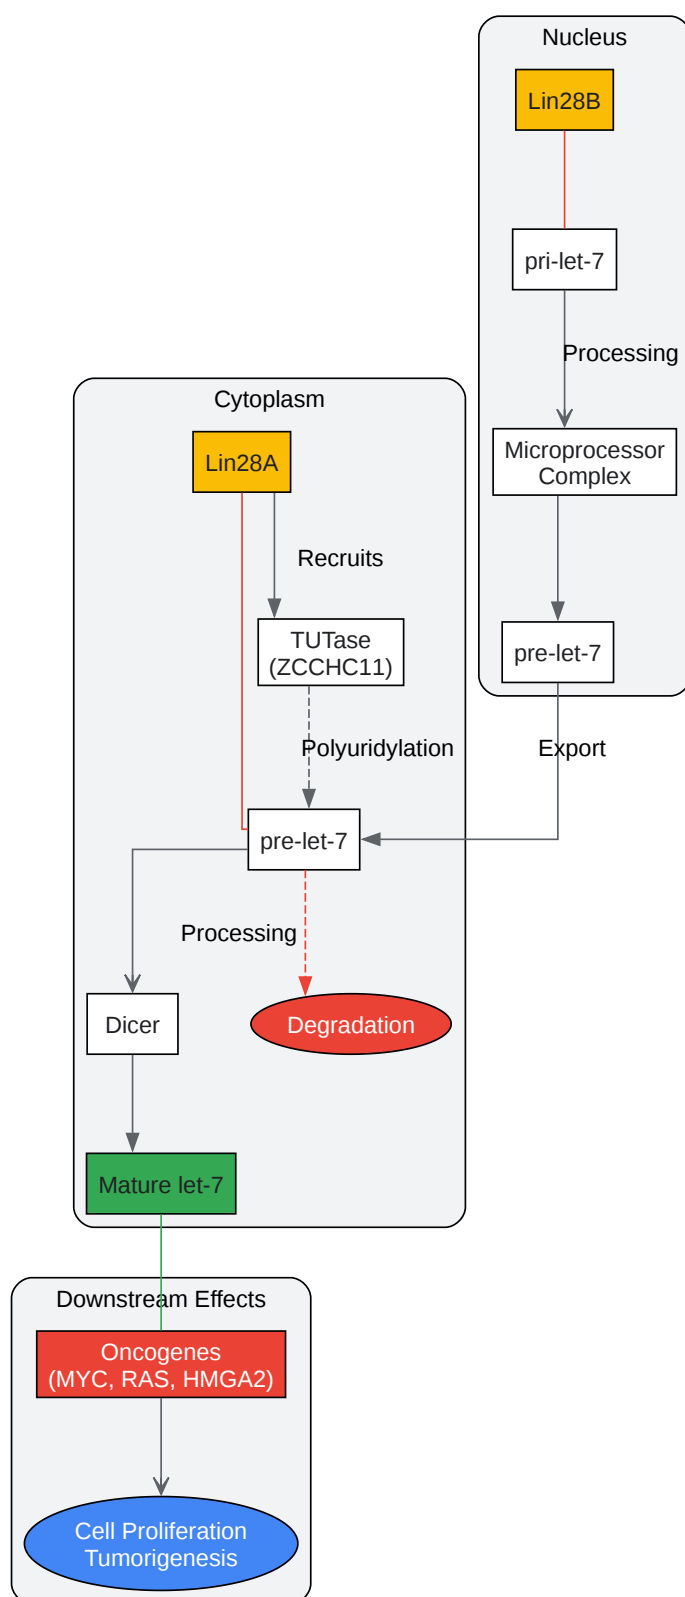 Nucleus
Lin28B
pri-let-7
Processing
Microprocessor
Complex
pre-let-7
Export
Cytoplasm
Lin28A
Recruits
TUTase
(ZCCHC11)
Polyuridylation
pre-let-7
Processing
Dicer
Degradation
Mature let-7
Downstream Effects
Oncogenes
(MYC, RAS, HMGA2)
Cell Proliferation
Tumorigenesis